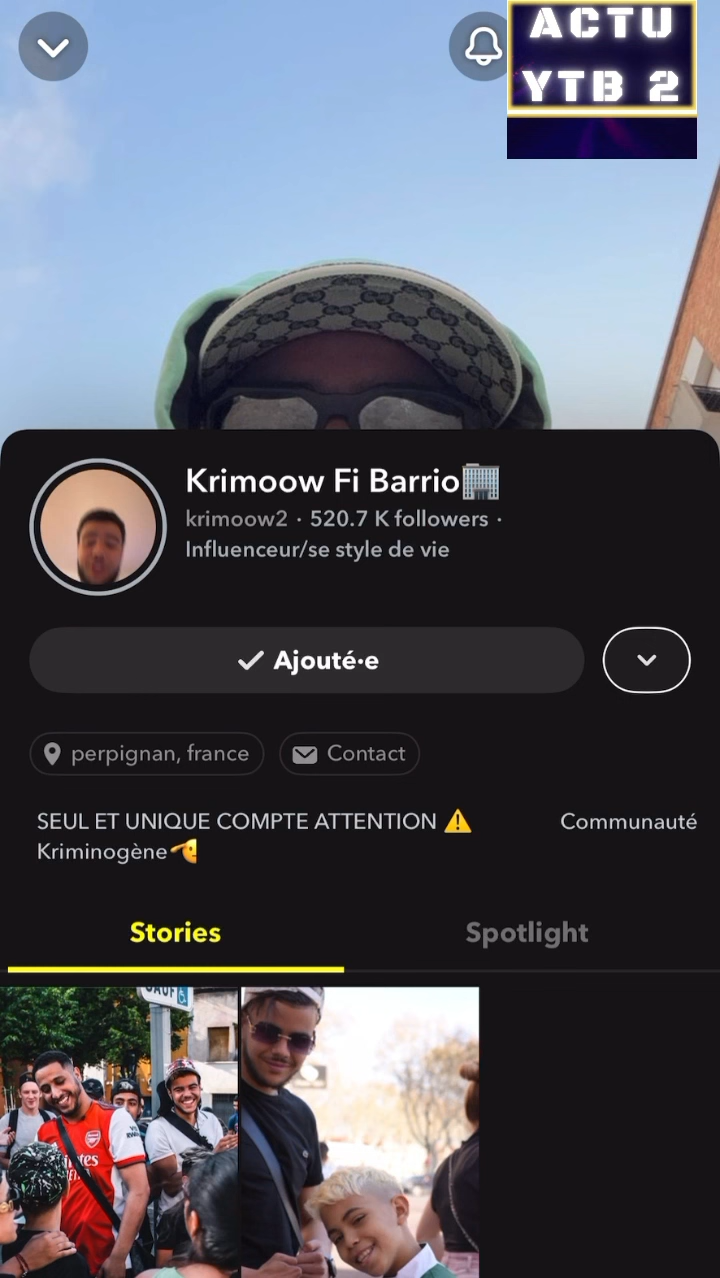 ACTU
YTB 2
Krimoow Fi Barrio🏢
krimoow2 · 520.7 K followers ·
Influenceur/se style de vie
Ajouté·e
perpignan, france
Contact
SEUL ET UNIQUE COMPTE ATTENTION ⚠️
Communauté
Kriminogène🫡
Stories
Spotlight
SAUF